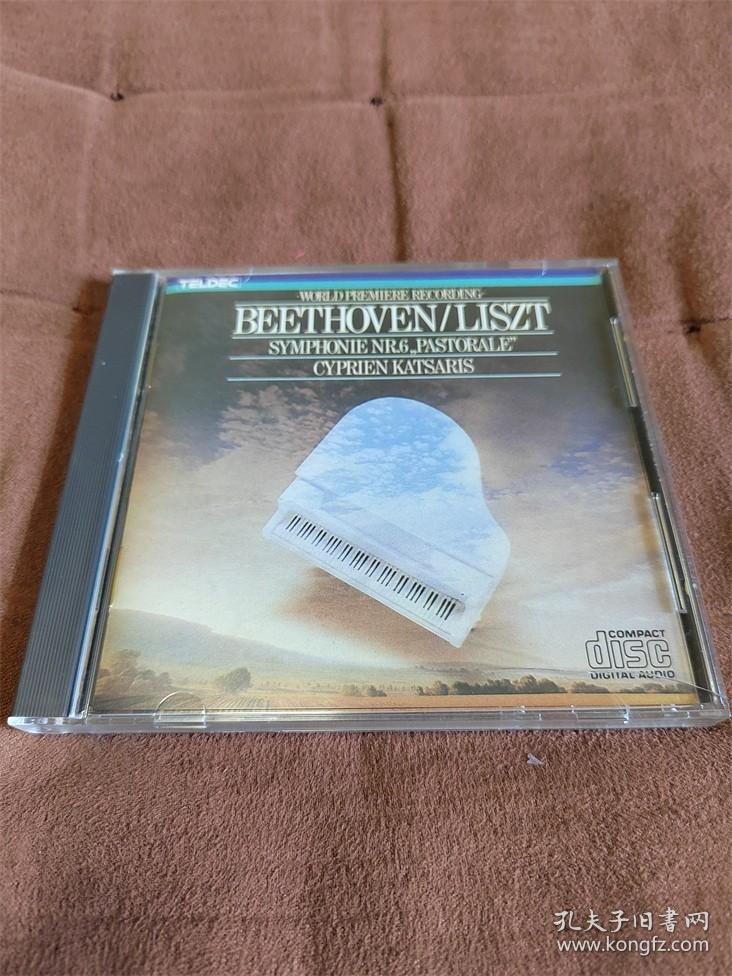 TELDEC
-WORLD PREMIERE RECORDING-
BEETHOVEN/LISZT
SYMPHONIE NR.6 „PASTORALE”
CYPRIEN KATSARIS
COMPACT
disc
DIGITAL AUDIO
孔夫子旧书网
www.kongfz.com